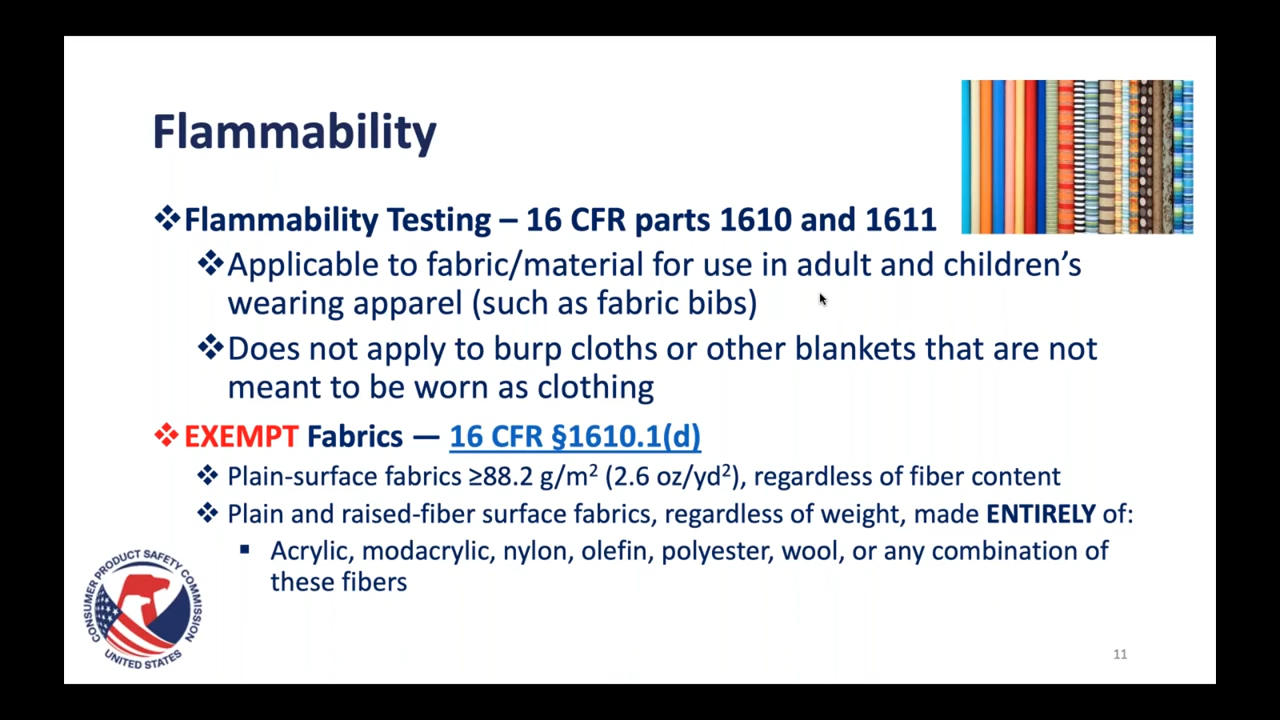 Flammability
❖Flammability Testing – 16 CFR parts 1610 and 1611
❖Applicable to fabric/material for use in adult and children’s
wearing apparel (such as fabric bibs)
❖Does not apply to burp cloths or other blankets that are not
meant to be worn as clothing
❖EXEMPT Fabrics — 16 CFR §1610.1(d)
❖ Plain-surface fabrics ≥88.2 g/m² (2.6 oz/yd²), regardless of fiber content
❖ Plain and raised-fiber surface fabrics, regardless of weight, made ENTIRELY of:
▪ Acrylic, modacrylic, nylon, olefin, polyester, wool, or any combination of
these fibers
CONSUMER PRODUCT SAFETY COMMISSION
UNITED STATES
11